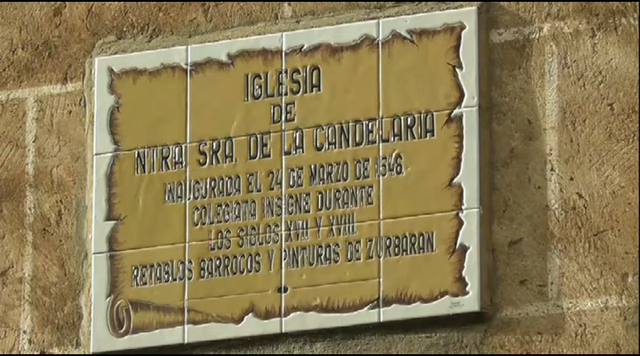 IGLESIA
DE
NTRA. SRA. DE LA CANDELARIA
INAUGURADA EL 24 DE MARZO DE 1546
COLEGIATA INSIGNE DURANTE
LOS SIGLOS XVII Y XVIII.
RETABLOS BARROCOS Y PINTURAS DE ZURBARAN.